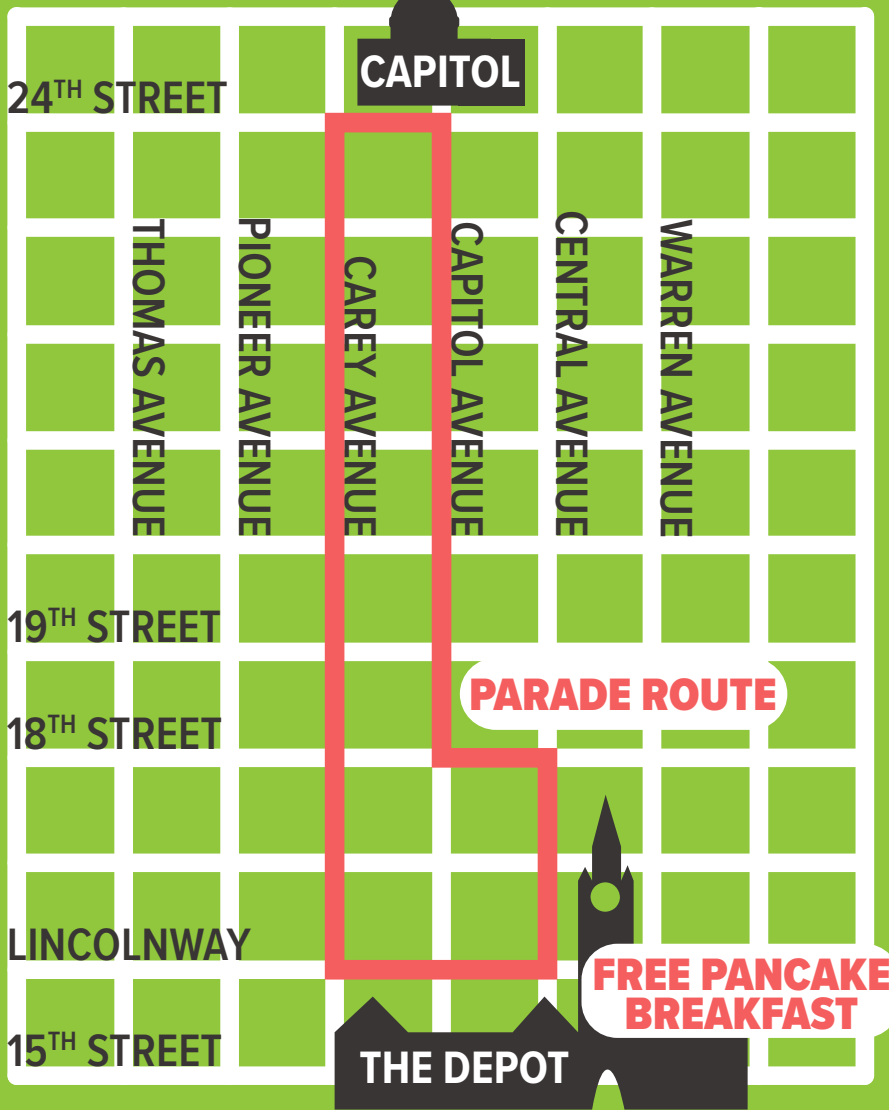 CAPITOL
24TH STREET
THOMAS AVENUE
PIONEER AVENUE
CAREY AVENUE
CAPITOL AVENUE
CENTRAL AVENUE
WARREN AVENUE
19TH STREET
PARADE ROUTE
18TH STREET
LINCOLNWAY
FREE PANCAKE
BREAKFAST
15TH STREET
THE DEPOT